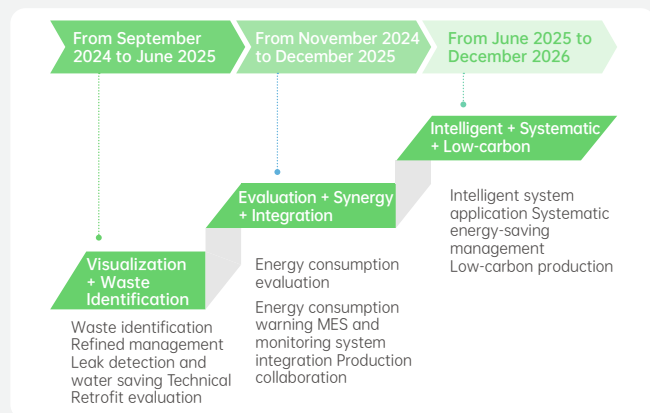 From September
2024 to June 2025
From November 2024
to December 2025
From June 2025 to
December 2026
Intelligent + Systematic
+ Low-carbon
Intelligent system
application Systematic
energy-saving
management
Low-carbon production
Evaluation + Synergy
+ Integration
Energy consumption
evaluation
Energy consumption
warning MES and
monitoring system
integration Production
collaboration
Visualization
+ Waste
Identification
Waste identification
Refined management
Leak detection and
water saving Technical
Retrofit evaluation